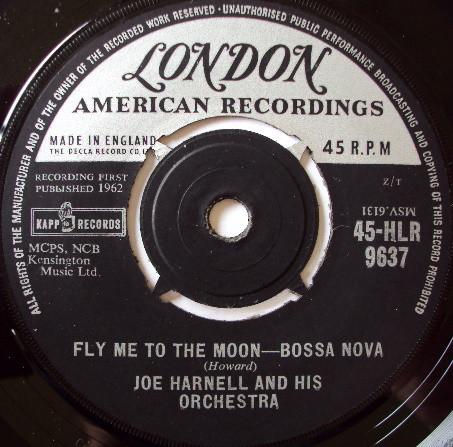 ALL RIGHTS OF THE MANUFACTURER AND OF THE OWNER OF THE RECORDED WORK RESERVED · UNAUTHORISED PUBLIC PERFORMANCE BROADCASTING AND COPYING OF THIS RECORD PROHIBITED
LONDON
AMERICAN RECORDINGS
MADE IN ENGLAND
THE DECCA RECORD CO.
45 R.P.M
RECORDING FIRST
PUBLISHED 1962
Z/T
MSV.6131
KAPP RECORDS
45-HLR
9637
MCPS, NCB
Kensington
Music Ltd.
FLY ME TO THE MOON—BOSSA NOVA
(Howard)
JOE HARNELL AND HIS
ORCHESTRA